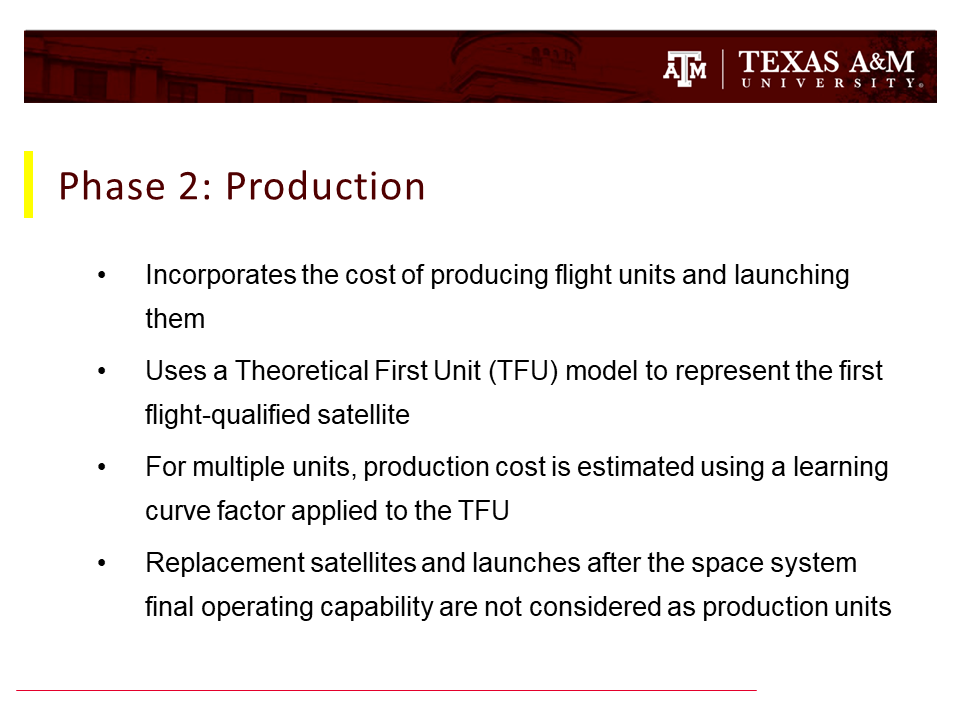 ATM | TEXAS A&M
UNIVERSITY®
Phase 2: Production
• Incorporates the cost of producing flight units and launching
them
• Uses a Theoretical First Unit (TFU) model to represent the first
flight-qualified satellite
• For multiple units, production cost is estimated using a learning
curve factor applied to the TFU
• Replacement satellites and launches after the space system
final operating capability are not considered as production units